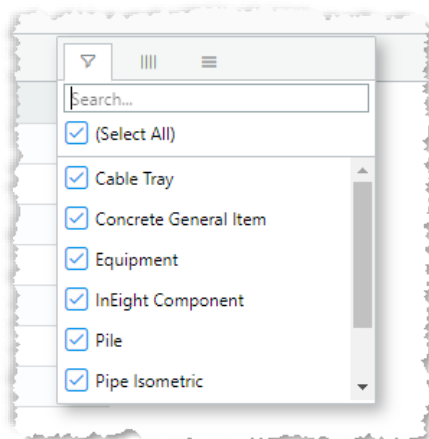 Search...
(Select All)
Cable Tray
Concrete General Item
Equipment
InEight Component
Pile
Pipe Isometric